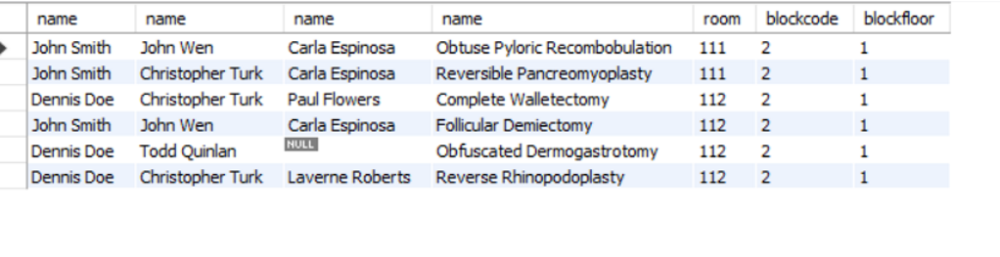 name name name name room blockcode blockfloor
John Smith John Wen Carla Espinosa Obtuse Pyloric Recombobulation 111 2 1
John Smith Christopher Turk Carla Espinosa Reversible Pancreomyoplasty 111 2 1
Dennis Doe Christopher Turk Paul Flowers Complete Walletectomy 112 2 1
John Smith John Wen Carla Espinosa Follicular Demiectomy 112 2 1
Dennis Doe Todd Quinlan NULL Obfuscated Dermogastrotomy 112 2 1
Dennis Doe Christopher Turk Laverne Roberts Reverse Rhinopodoplasty 112 2 1